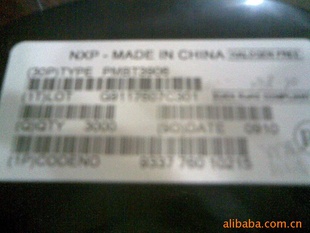 NXP - MADE IN CHINA HALOGEN FREE
(30P)TYPE PMST3906
(1T)LOT
(Q)QTY 3000 (9D)DATE 0910
(1P)CODENO 9337 760 10215
alibaba.com.cn